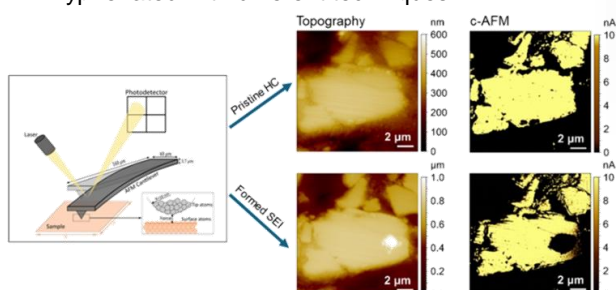 Topography
c-AFM
nm
600
500
400
300
200
100
0
2 µm
nA
10
8
6
4
2
0
2 µm
Photodetector
Laser
AFM Cantilever
Sample
Surface atoms
Pristine HC
Formed SEI
µm
1.0
0.8
0.6
0.4
0.2
2 µm
nA
10
8
6
4
2
2 µm